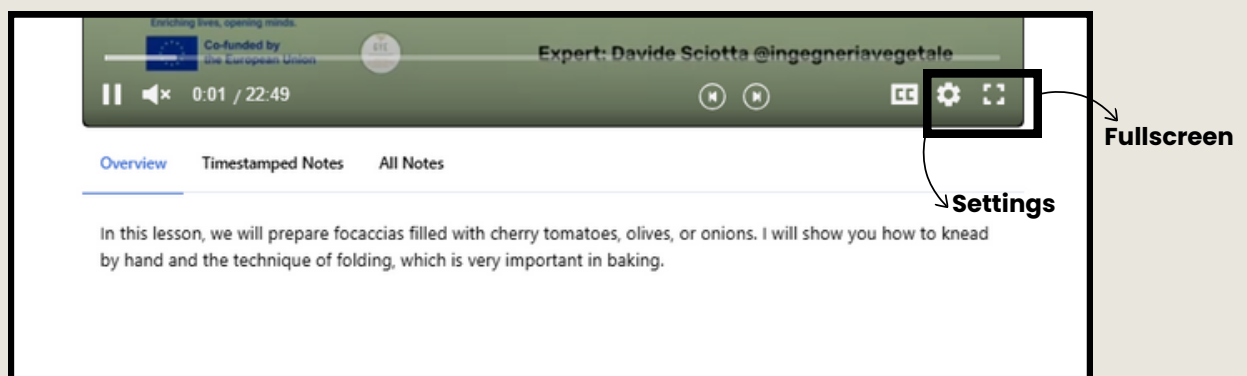 Enriching lives, opening minds.
Co-funded by
the European Union
Expert: Davide Sciotta @ingegneriavegetale
0:01 / 22:49
CC
Fullscreen
Overview Timestamped Notes All Notes
Settings
In this lesson, we will prepare focaccias filled with cherry tomatoes, olives, or onions. I will show you how to knead
by hand and the technique of folding, which is very important in baking.